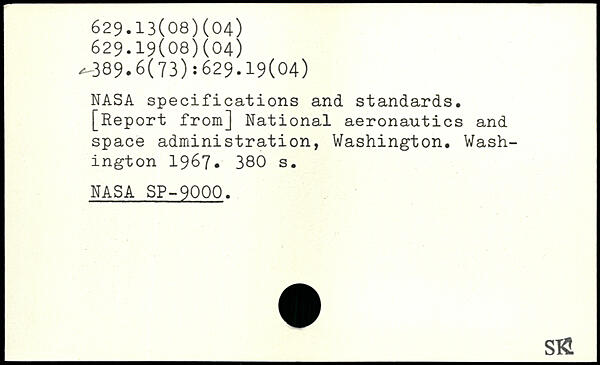 629.13(08)(04)
629.19(08)(04)
389.6(73):629.19(04)
NASA specifications and standards.
[Report from] National aeronautics and
space administration, Washington. Wash-
ington 1967. 380 s.
NASA SP-9000.
SK